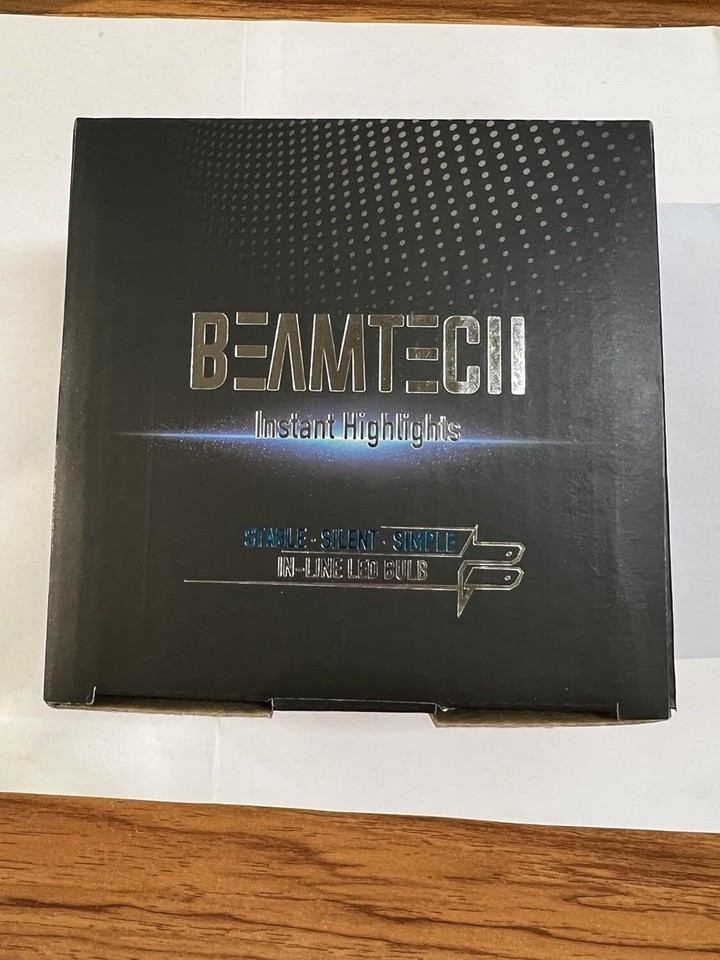 BEAMTECH
Instant Highlights
STABLE · SILENT · SIMPLE
IN-LINE LED BULB